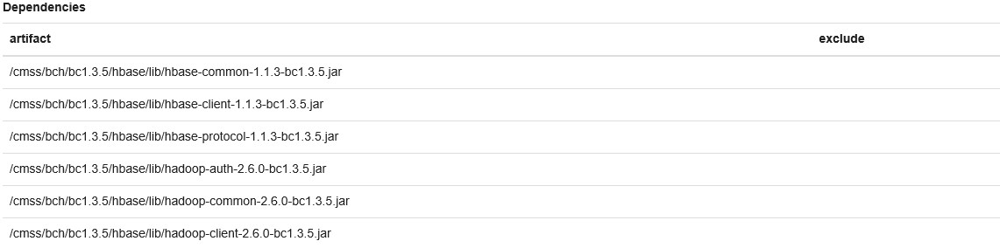 Dependencies
artifact exclude
/cmss/bch/bc1.3.5/hbase/lib/hbase-common-1.1.3-bc1.3.5.jar
/cmss/bch/bc1.3.5/hbase/lib/hbase-client-1.1.3-bc1.3.5.jar
/cmss/bch/bc1.3.5/hbase/lib/hbase-protocol-1.1.3-bc1.3.5.jar
/cmss/bch/bc1.3.5/hbase/lib/hadoop-auth-2.6.0-bc1.3.5.jar
/cmss/bch/bc1.3.5/hbase/lib/hadoop-common-2.6.0-bc1.3.5.jar
/cmss/bch/bc1.3.5/hbase/lib/hadoop-client-2.6.0-bc1.3.5.jar